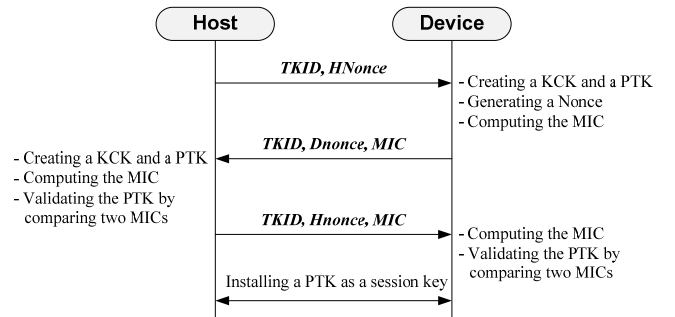 Host
Device
TKID, HNonce
- Creating a KCK and a PTK
- Generating a Nonce
- Computing the MIC
TKID, Dnonce, MIC
- Creating a KCK and a PTK
- Computing the MIC
- Validating the PTK by
comparing two MICs
TKID, Hnonce, MIC
- Computing the MIC
- Validating the PTK by
comparing two MICs
Installing a PTK as a session key